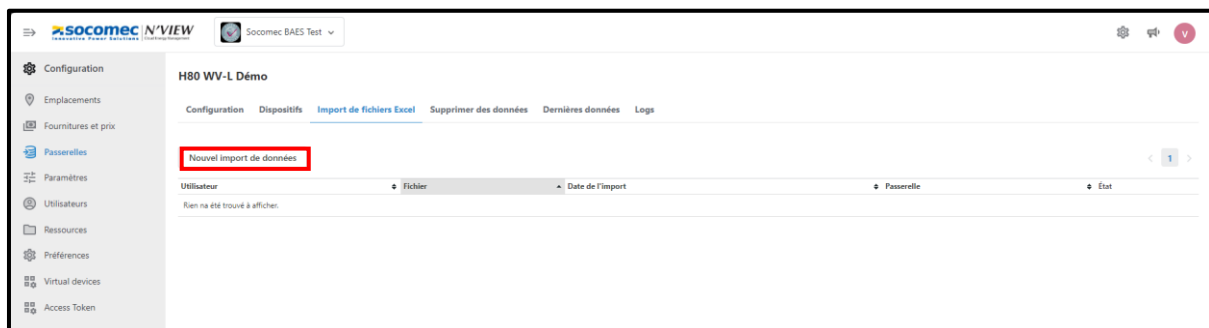 socomec N'VIEW
Innovative Power Solutions
Socomec BAES Test
V
Configuration
Emplacements
Fournitures et prix
Passerelles
Paramètres
Utilisateurs
Ressources
Préférences
Virtual devices
Access Token
H80 WV-L Démo
Configuration Dispositifs Import de fichiers Excel Supprimer des données Dernières données Logs
Nouvel import de données
< 1 >
Utilisateur Fichier Date de l'import Passerelle État
Rien na été trouvé à afficher.